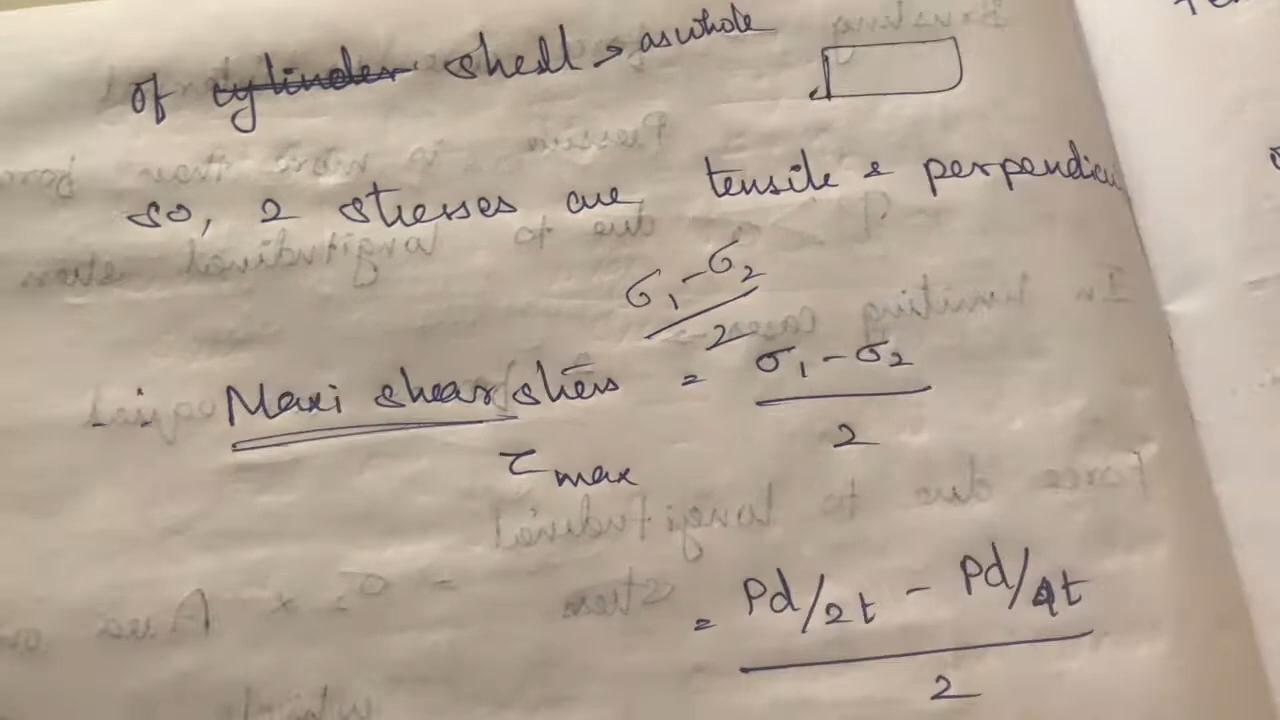 of cylinder shell → as whole
so, 2 stresses are tensile & perpendicu
σ₁-σ₂/2
∴ Maxi shear stress = σ₁-σ₂/2
τmax
= Pd/2t - Pd/4t
2